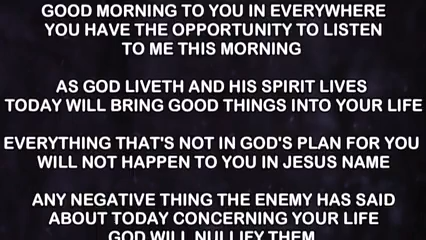 GOOD MORNING TO YOU IN EVERYWHERE
YOU HAVE THE OPPORTUNITY TO LISTEN
TO ME THIS MORNING
AS GOD LIVETH AND HIS SPIRIT LIVES
TODAY WILL BRING GOOD THINGS INTO YOUR LIFE
EVERYTHING THAT'S NOT IN GOD'S PLAN FOR YOU
WILL NOT HAPPEN TO YOU IN JESUS NAME
ANY NEGATIVE THING THE ENEMY HAS SAID
ABOUT TODAY CONCERNING YOUR LIFE
GOD WILL NULLIFY THEM